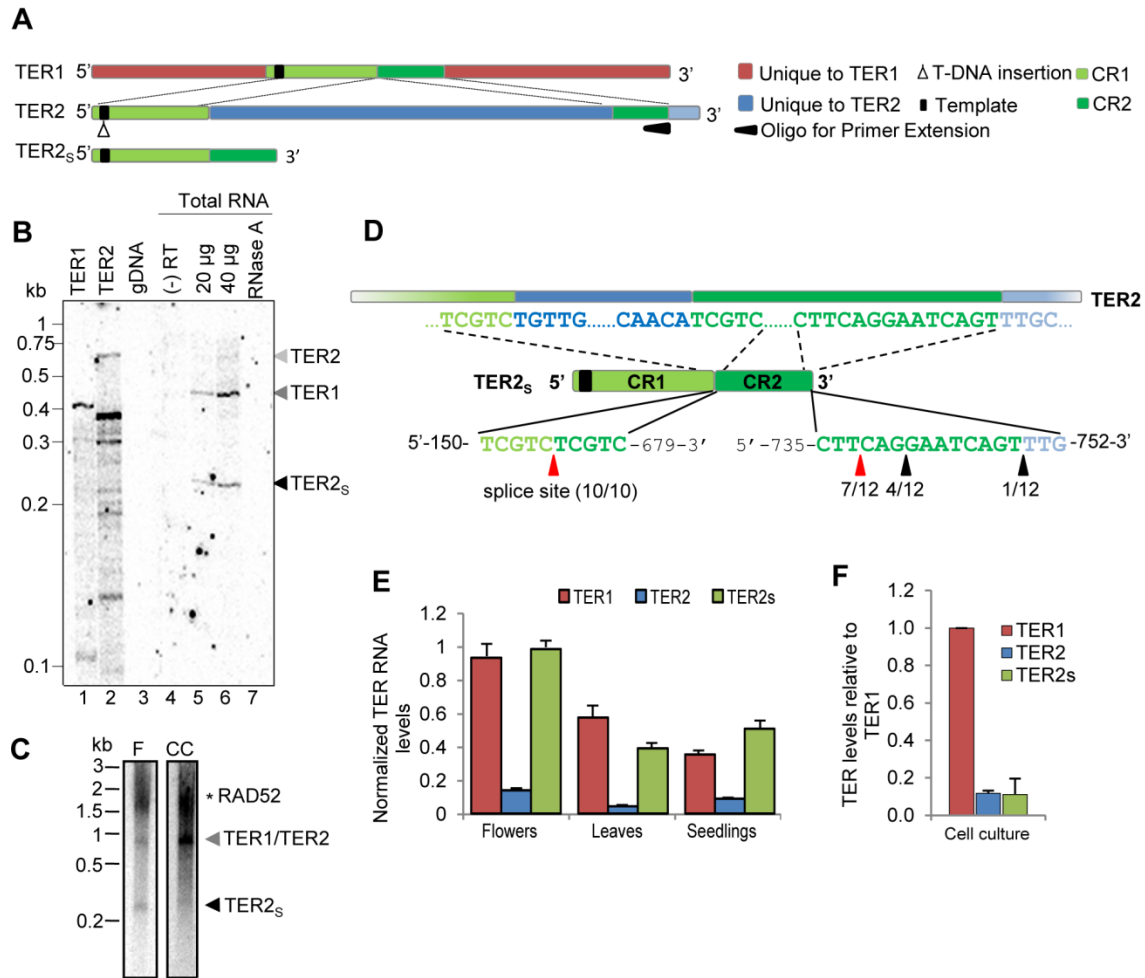 A
TER1 5’ 3’
TER2 5’ 3’
TER2S 5’ 3’
Unique to TER1
T-DNA insertion
CR1
Unique to TER2
Template
CR2
Oligo for Primer Extension
B
Total RNA
TER1 TER2 gDNA (-) RT 20 µg 40 µg RNase A
kb
1
0.75
0.5
0.4
0.3
0.2
0.1
TER2
TER1
TER2S
1 2 3 4 5 6 7
C
kb F CC
3
2
1.5
1
0.5
0.2
* RAD52
TER1/TER2
TER2S
D
TER2
....TCGTCTGTTG.....CAACATCGTC.....CTTCAGGAATCAGTTTGC...
TER2S 5’ CR1 CR2 3’
5’-150- TCGTCTCGTC-679-3’ 5’-735-CTTCAGGAATCAGTTTG-752-3’
splice site (10/10) 7/12 4/12 1/12
E
TER1 TER2 TER2s
Normalized TER RNA levels
1.2
1
0.8
0.6
0.4
0.2
0
Flowers Leaves Seedlings
F
TER levels relative to TER1
1.2
1.0
0.8
0.6
0.4
0.2
0
TER1
TER2
TER2s
Cell culture